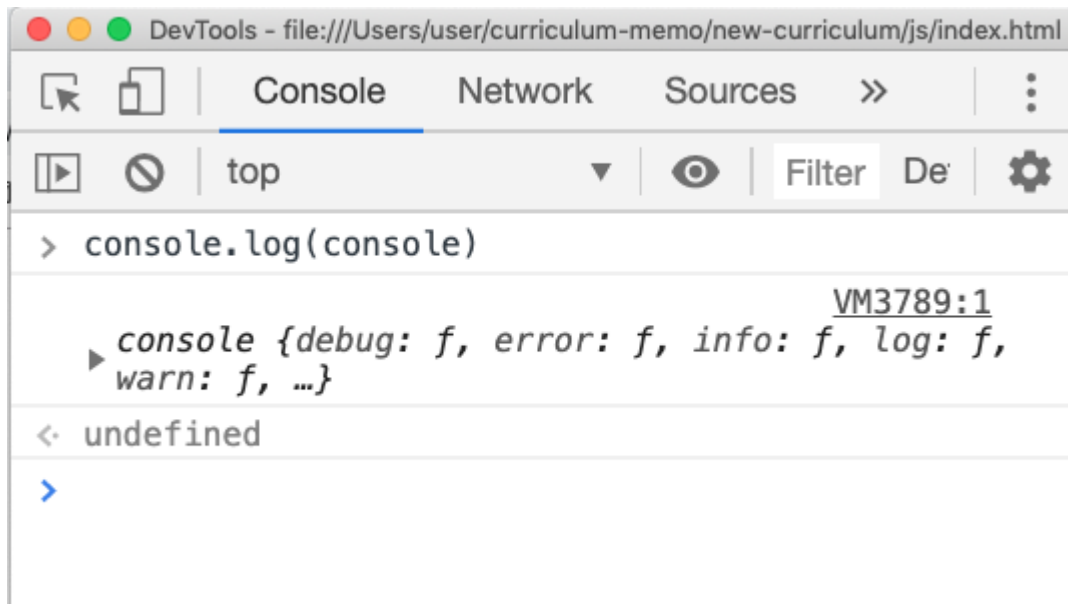 DevTools - file:///Users/user/curriculum-memo/new-curriculum/js/index.html
Console Network Sources »
top ▼ Filter De
> console.log(console)
VM3789:1
▶ console {debug: ƒ, error: ƒ, info: ƒ, log: ƒ,
warn: ƒ, …}
undefined
>